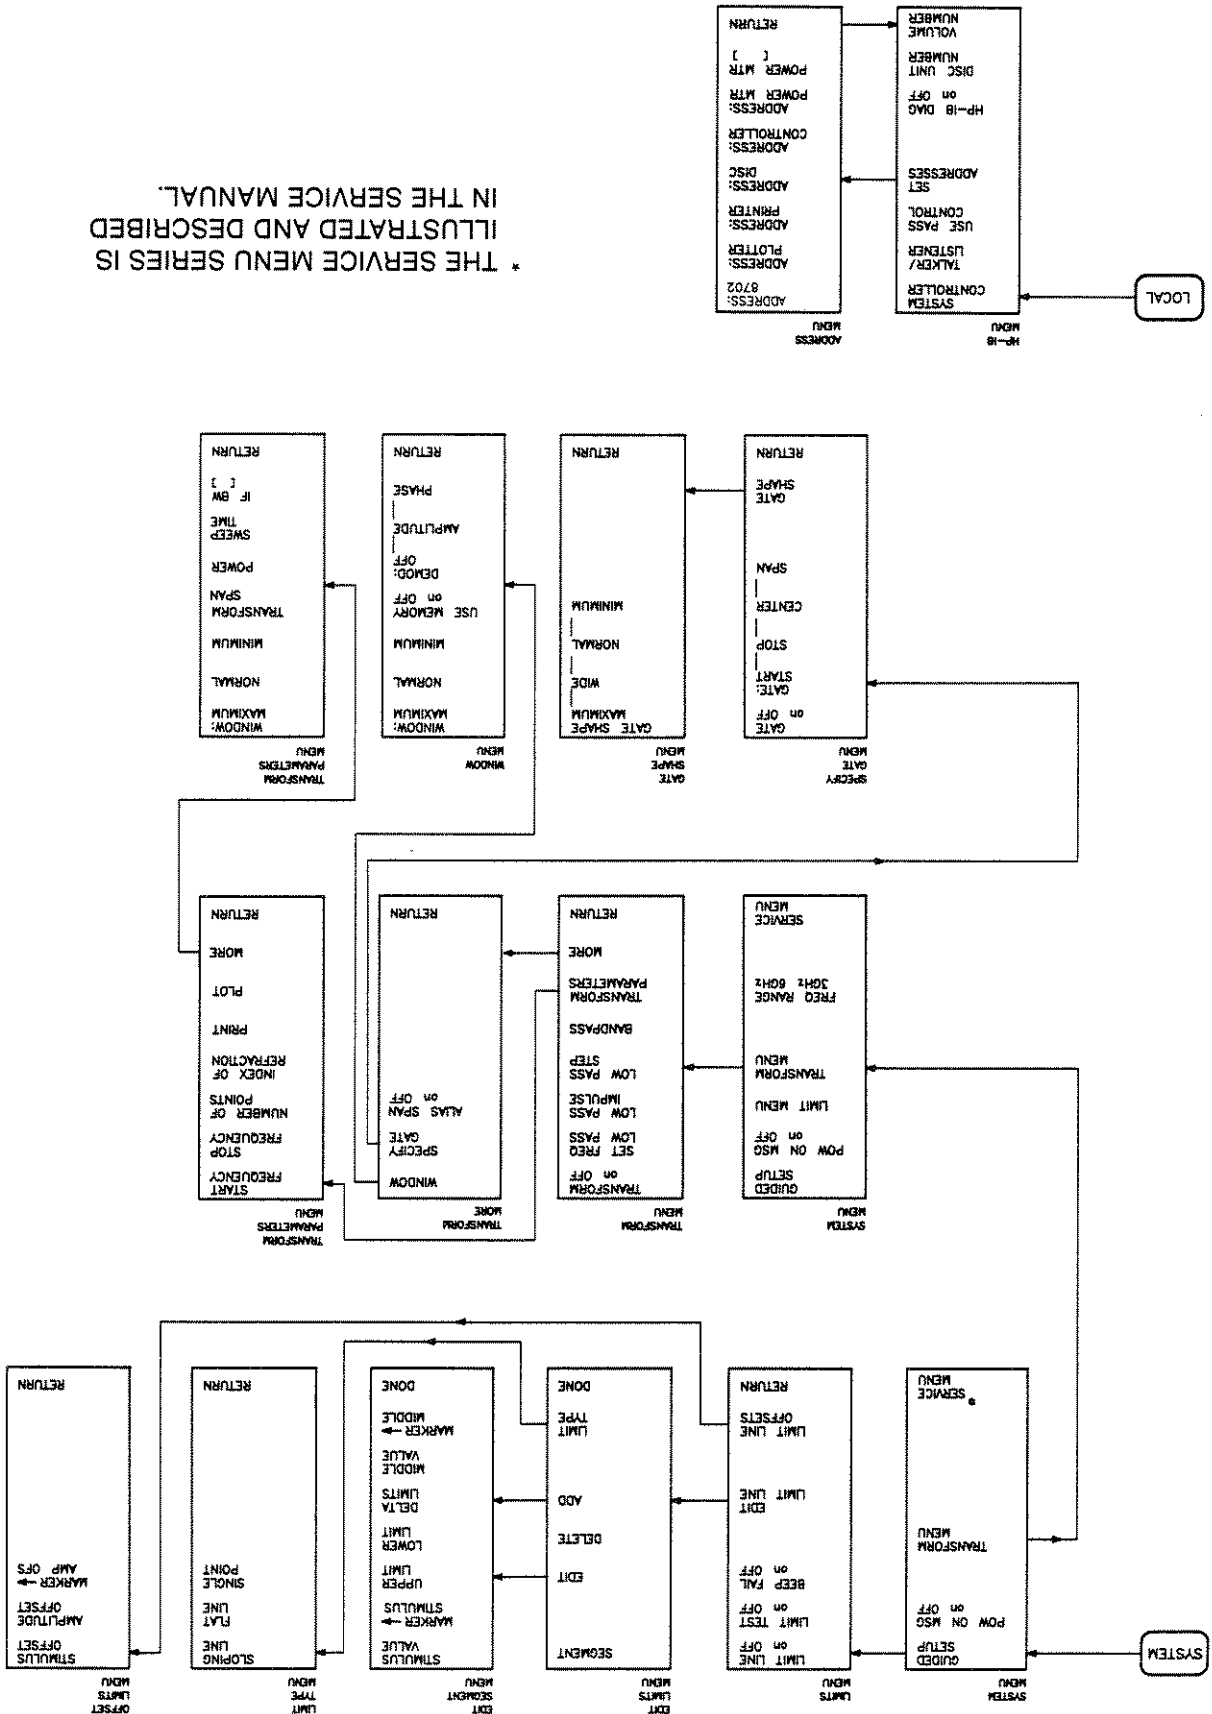 SYSTEM
SYSTEM
MENU
GUIDED
SETUP
POW ON MSG
on OFF
TRANSFORM
MENU
* SERVICE
MENU
LIMITS
MENU
LIMIT LINE
on OFF
LIMIT TEST
on OFF
BEEP FAIL
on OFF
EDIT
LIMIT LINE
LIMIT LINE
OFFSETS
RETURN
EDIT
LIMITS
MENU
SEGMENT
EDIT
DELETE
ADD
LIMIT
TYPE
DONE
EDIT
SEGMENT
MENU
STIMULUS
VALUE
MARKER →
STIMULUS
UPPER
LIMIT
LOWER
LIMIT
DELTA
LIMITS
MIDDLE
VALUE
MARKER →
MIDDLE
DONE
LIMIT
TYPE
MENU
SLOPING
LINE
FLAT
LINE
SINGLE
POINT
RETURN
OFFSET
LIMITS
MENU
STIMULUS
OFFSET
AMPLITUDE
OFFSET
MARKER →
AMP OFS
RETURN
SYSTEM
MENU
GUIDED
SETUP
POW ON MSG
on OFF
LIMIT MENU
TRANSFORM
MENU
FREQ RANGE
3GHz 6GHz
SERVICE
MENU
TRANSFORM
MENU
TRANSFORM
on OFF
SET FREQ
LOW PASS
LOW PASS
IMPULSE
LOW PASS
STEP
BANDPASS
TRANSFORM
PARAMETERS
MORE
RETURN
TRANSFORM
MORE
WINDOW
SPECIFY
GATE
ALIAS SPAN
on OFF
RETURN
TRANSFORM
PARAMETERS
MENU
START
FREQUENCY
STOP
FREQUENCY
NUMBER OF
POINTS
INDEX OF
REFRACTION
PRINT
PLOT
MORE
RETURN
SPECIFY
GATE
MENU
GATE
on OFF
GATE:
START
STOP
CENTER
SPAN
GATE
SHAPE
RETURN
GATE
SHAPE
MENU
GATE SHAPE
MAXIMUM
WIDE
NORMAL
MINIMUM
RETURN
WINDOW
MENU
WINDOW:
MAXIMUM
NORMAL
MINIMUM
USE MEMORY
on OFF
DEMOD:
OFF
AMPLITUDE
PHASE
RETURN
TRANSFORM
PARAMETERS
MENU
WINDOW:
MAXIMUM
NORMAL
MINIMUM
TRANSFORM
SPAN
POWER
SWEEP
TIME
IF BW
[ ]
RETURN
LOCAL
HP-IB
MENU
SYSTEM
CONTROLLER
TALKER/
LISTENER
USE PASS
CONTROL
SET
ADDRESSES
HP-IB DIAG
on OFF
DISC UNIT
NUMBER
VOLUME
NUMBER
ADDRESS
MENU
ADDRESS:
8702
ADDRESS:
PLOTTER
ADDRESS:
PRINTER
ADDRESS:
DISC
ADDRESS:
CONTROLLER
ADDRESS:
POWER MTR
POWER MTR
[ ]
RETURN
* THE SERVICE MENU SERIES IS
ILLUSTRATED AND DESCRIBED
IN THE SERVICE MANUAL.